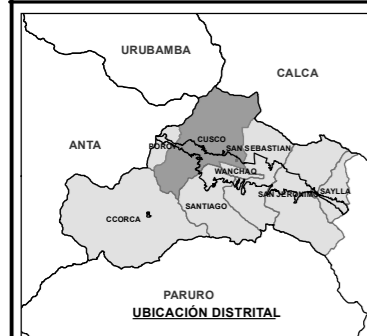 URUBAMBA
CALCA
ANTA
CUSCO
POROY
SAN SEBASTIAN
WANCHAQ
SAN JERONIMO
SAYLLA
CCORCA
SANTIAGO
PARURO
UBICACIÓN DISTRITAL